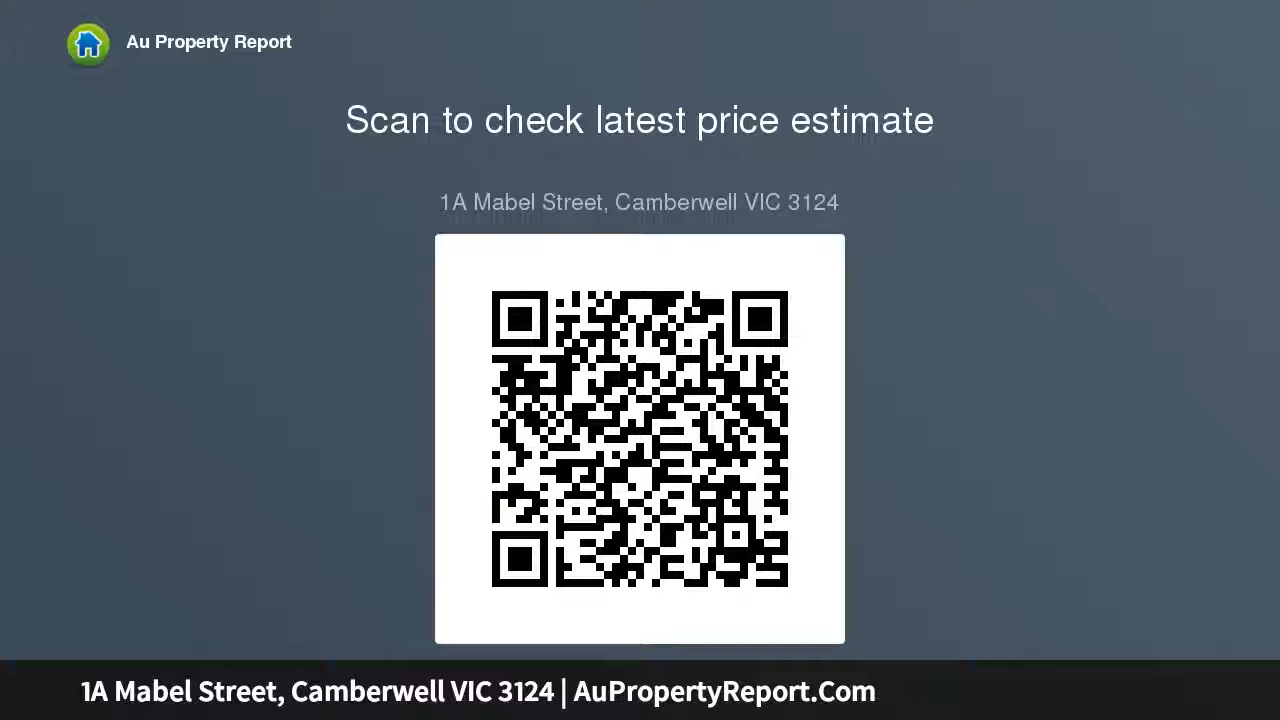 Au Property Report
Scan to check latest price estimate
1A Mabel Street, Camberwell VIC 3124
1A Mabel Street, Camberwell VIC 3124 | AuPropertyReport.Com